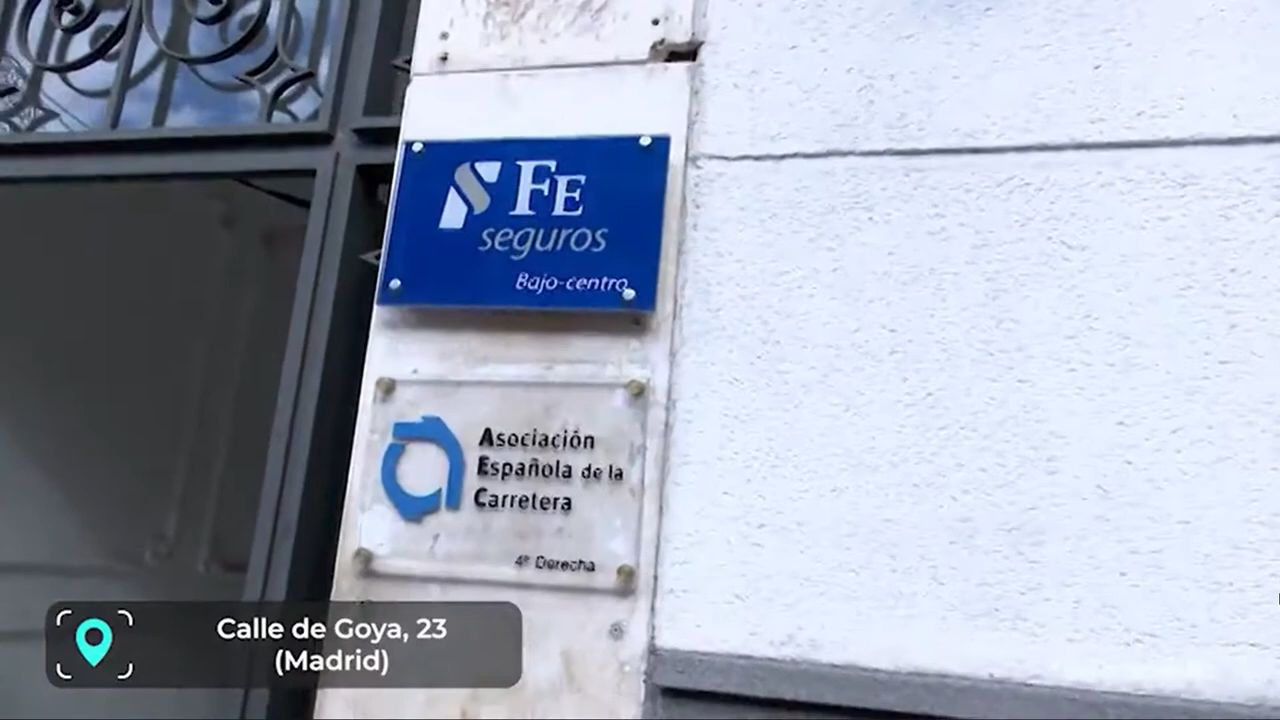 FE
seguros
Bajo-centro
Asociación
Española de la
Carretera
4º Derecha
Calle de Goya, 23
(Madrid)